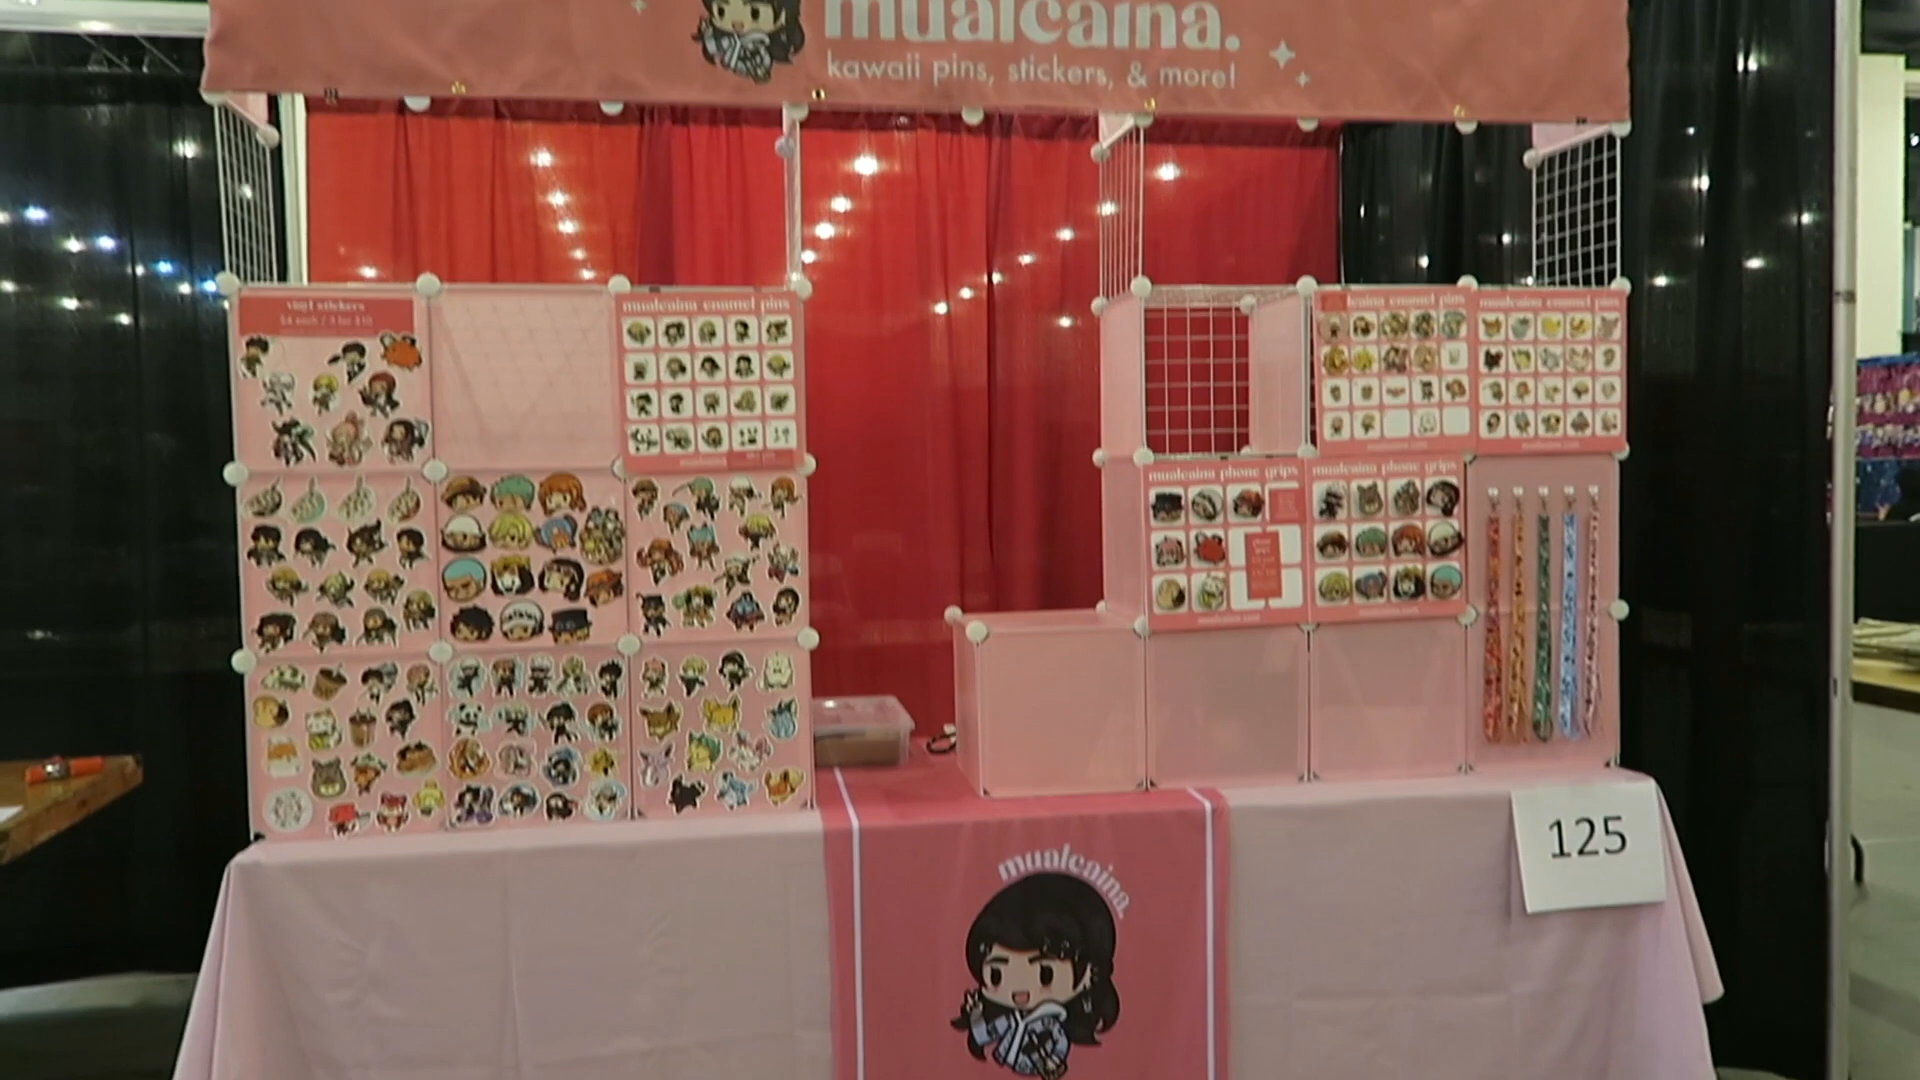 mualcaina.
kawaii pins, stickers, & more!
vinyl stickers
mualcaina enamel pins
mualcaina enamel pins
mualcaina phone grips
mualcaina phone grips
125
mualcaina.